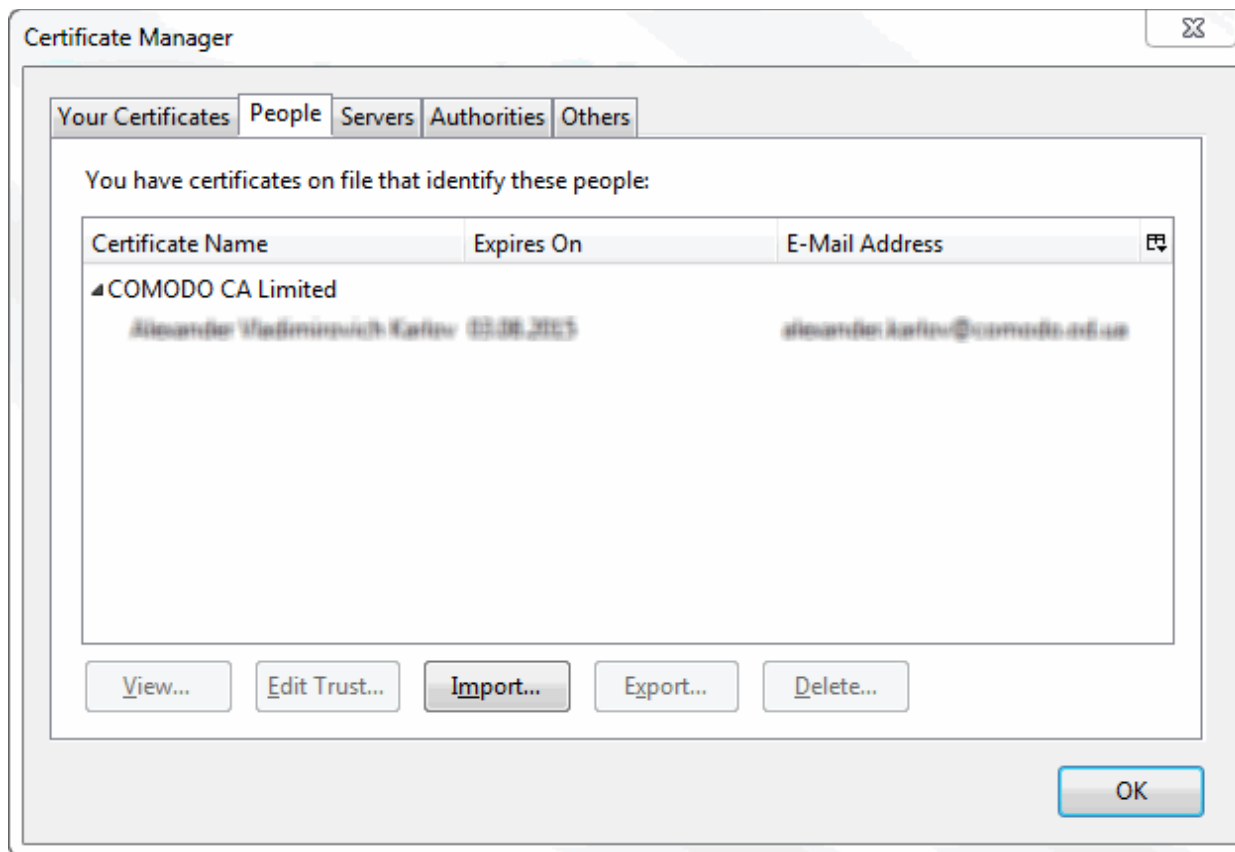 Certificate Manager
Your Certificates People Servers Authorities Others
You have certificates on file that identify these people:
Certificate Name Expires On E-Mail Address
COMODO CA Limited
View... Edit Trust... Import... Export... Delete...
OK